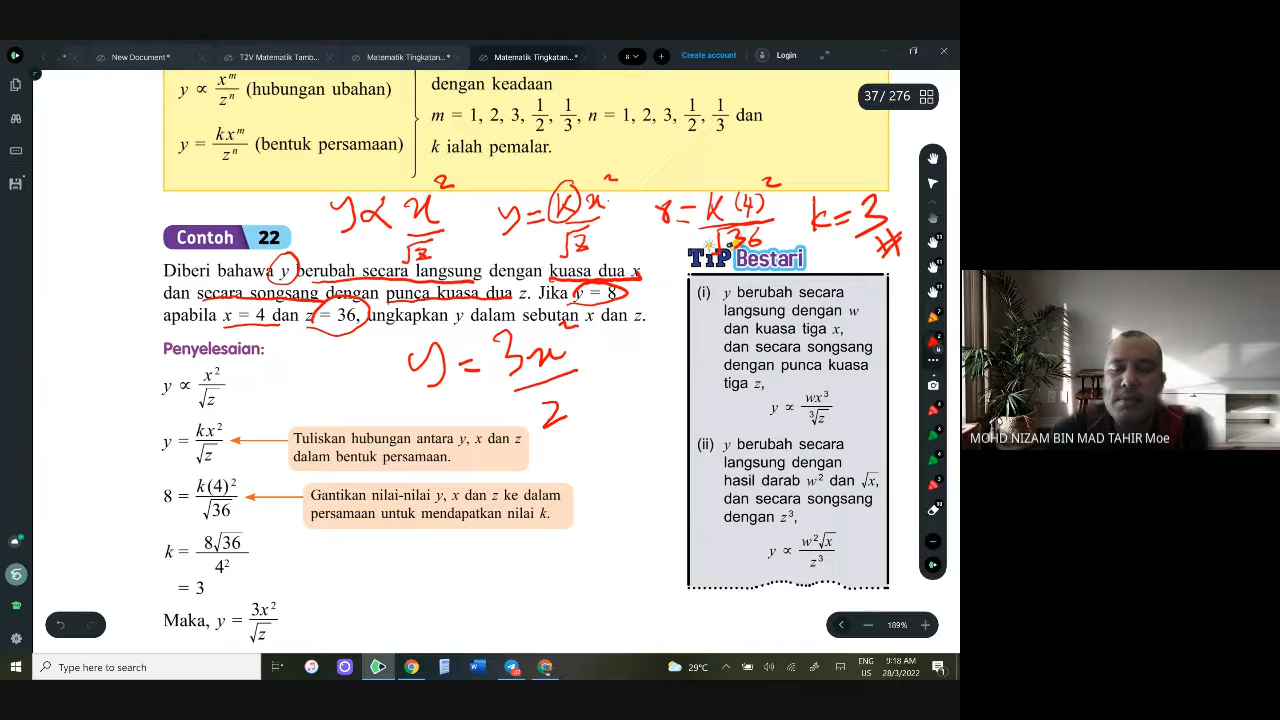 New Document*
T2V Matematik Tamb...
Matematik Tingkatan...
Matematik Tingkatan...*
8
Create account
Login
37 / 276
y ∝ x^m/z^n (hubungan ubahan)
y = kx^m/z^n (bentuk persamaan)
dengan keadaan
m = 1, 2, 3, 1/2, 1/3, n = 1, 2, 3, 1/2, 1/3 dan
k ialah pemalar.
y ∝ x²/√z y = kx²/√z 8 = k(4)²/√36 k = 3
Contoh 22
Diberi bahawa y berubah secara langsung dengan kuasa dua x
dan secara songsang dengan punca kuasa dua z. Jika y = 8
apabila x = 4 dan z = 36, ungkapkan y dalam sebutan x dan z.
y = 3x²/2
Penyelesaian:
y ∝ x²/√z
y = kx²/√z
Tuliskan hubungan antara y, x dan z
dalam bentuk persamaan.
8 = k(4)²/√36
Gantikan nilai-nilai y, x dan z ke dalam
persamaan untuk mendapatkan nilai k.
k = 8√36/4²
= 3
Maka, y = 3x²/√z
TiP Bestari
(i) y berubah secara
langsung dengan w
dan kuasa tiga x,
dan secara songsang
dengan punca kuasa
tiga z,
y ∝ wx³/∛z
(ii) y berubah secara
langsung dengan
hasil darab w² dan √x,
dan secara songsang
dengan z³,
y ∝ w²√x/z³
MOHD NIZAM BIN MAD TAHIR Moe
189%
Type here to search
29°C
ENG
US
9:18 AM
28/3/2022